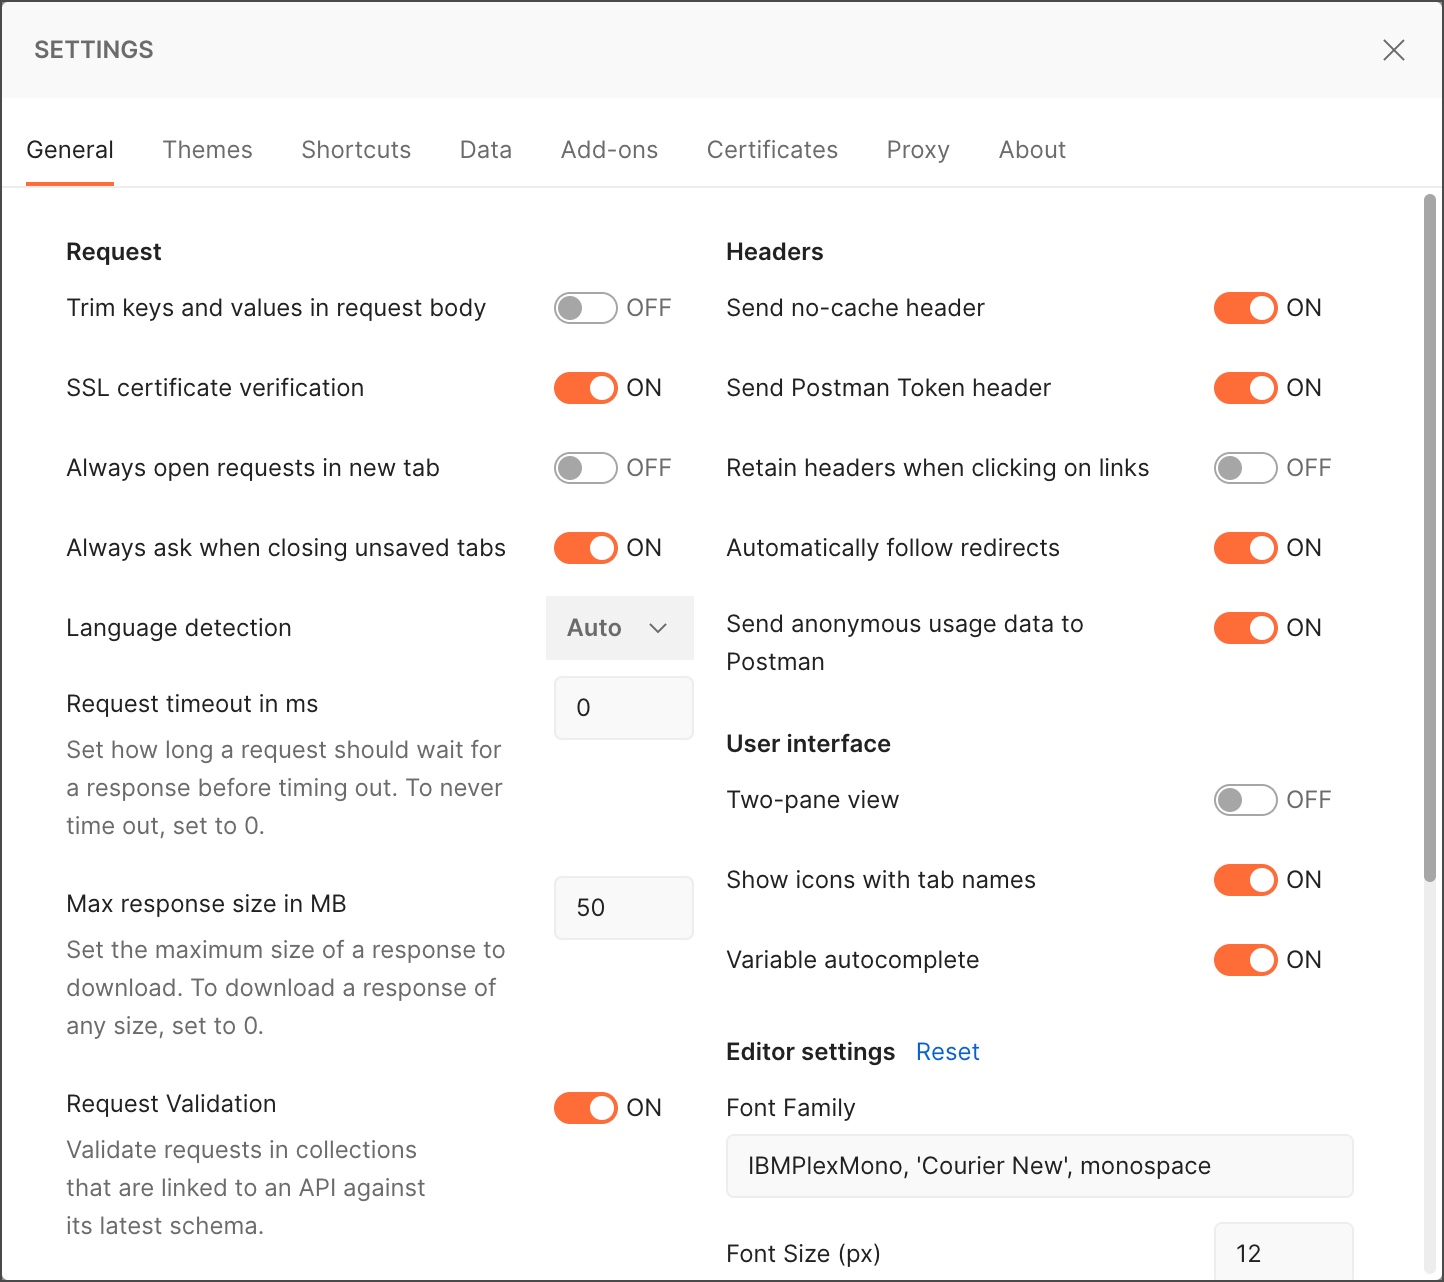 SETTINGS
General Themes Shortcuts Data Add-ons Certificates Proxy About
Request
Trim keys and values in request body OFF
SSL certificate verification ON
Always open requests in new tab OFF
Always ask when closing unsaved tabs ON
Language detection Auto
Request timeout in ms 0
Set how long a request should wait for
a response before timing out. To never
time out, set to 0.
Max response size in MB 50
Set the maximum size of a response to
download. To download a response of
any size, set to 0.
Request Validation ON
Validate requests in collections
that are linked to an API against
its latest schema.
Headers
Send no-cache header ON
Send Postman Token header ON
Retain headers when clicking on links OFF
Automatically follow redirects ON
Send anonymous usage data to
Postman ON
User interface
Two-pane view OFF
Show icons with tab names ON
Variable autocomplete ON
Editor settings Reset
Font Family
IBMPlexMono, 'Courier New', monospace
Font Size (px) 12